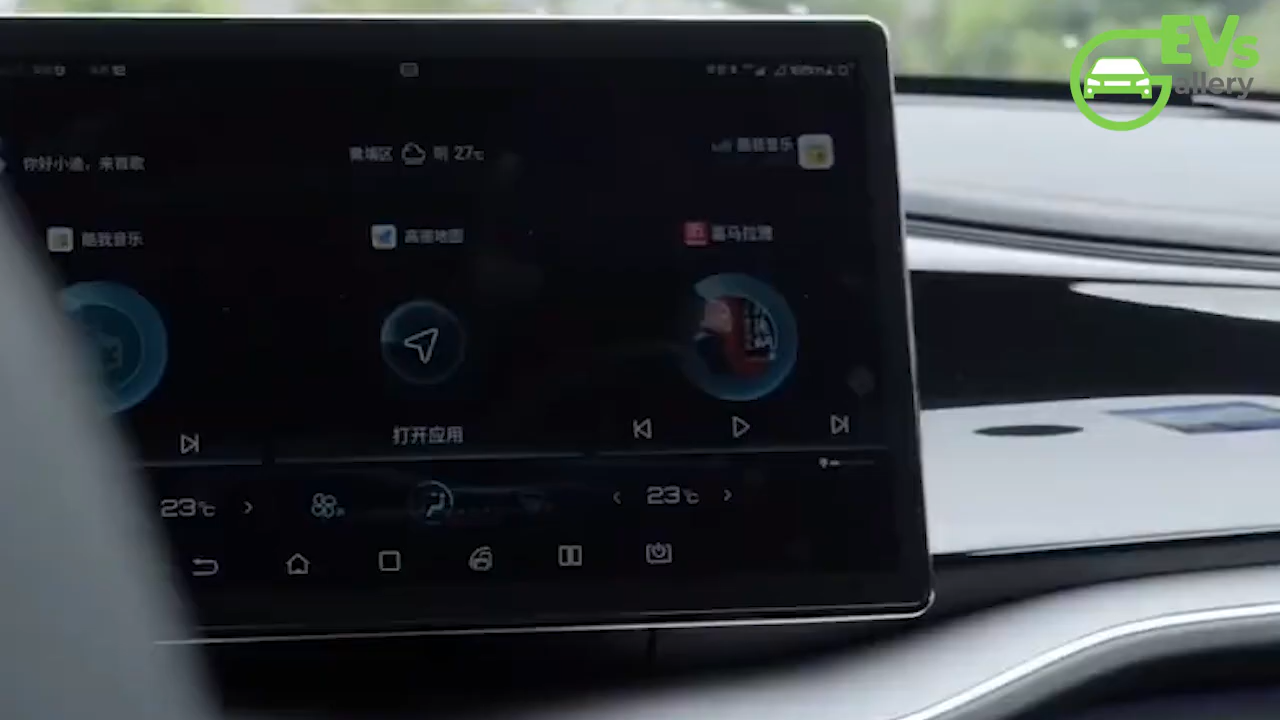 EVs
Gallery
你好小迪，来首歌
黄埔区 27℃
酷我音乐
酷我音乐
高德地图
喜马拉雅
打开应用
23℃
23℃